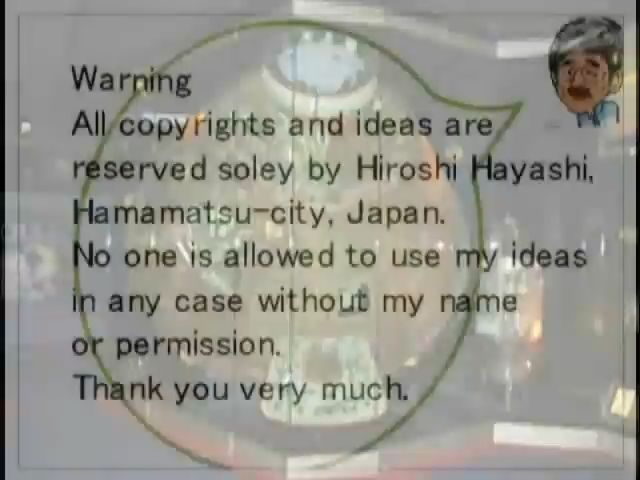 Warning
All copyrights and ideas are
reserved soley by Hiroshi Hayashi,
Hamamatsu-city, Japan.
No one is allowed to use my ideas
in any case without my name
or permission.
Thank you very much.